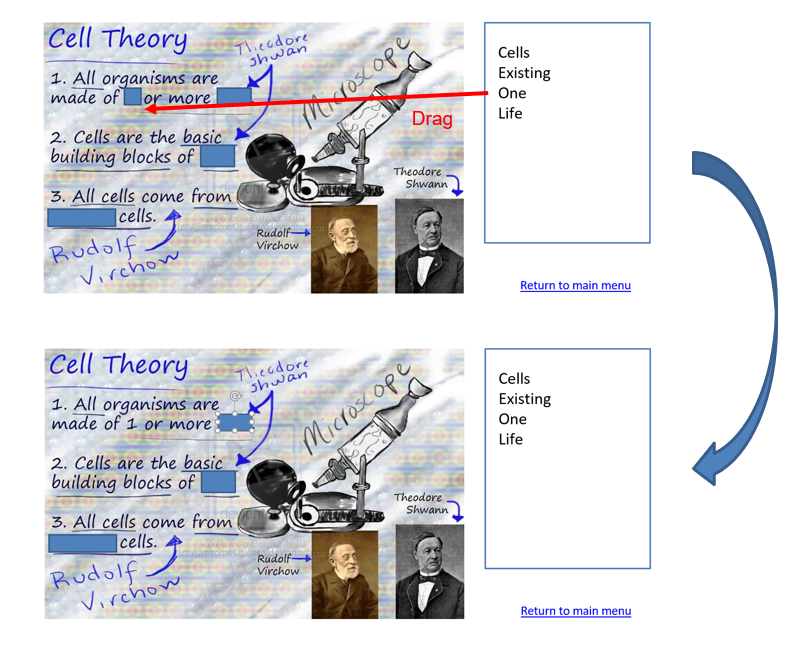 Cell Theory
Theodore
Shwan
1. All organisms are
made of or more
2. Cells are the basic
building blocks of
3. All cells come from
cells.
Rudolf
Virchow
Microscope
Drag
Theodore
Shwann
Rudolf
Virchow
Cells
Existing
One
Life
Return to main menu
Cell Theory
Theodore
Shwan
1. All organisms are
made of 1 or more
2. Cells are the basic
building blocks of
3. All cells come from
cells.
Rudolf
Virchow
Microscope
Theodore
Shwann
Rudolf
Virchow
Cells
Existing
One
Life
Return to main menu